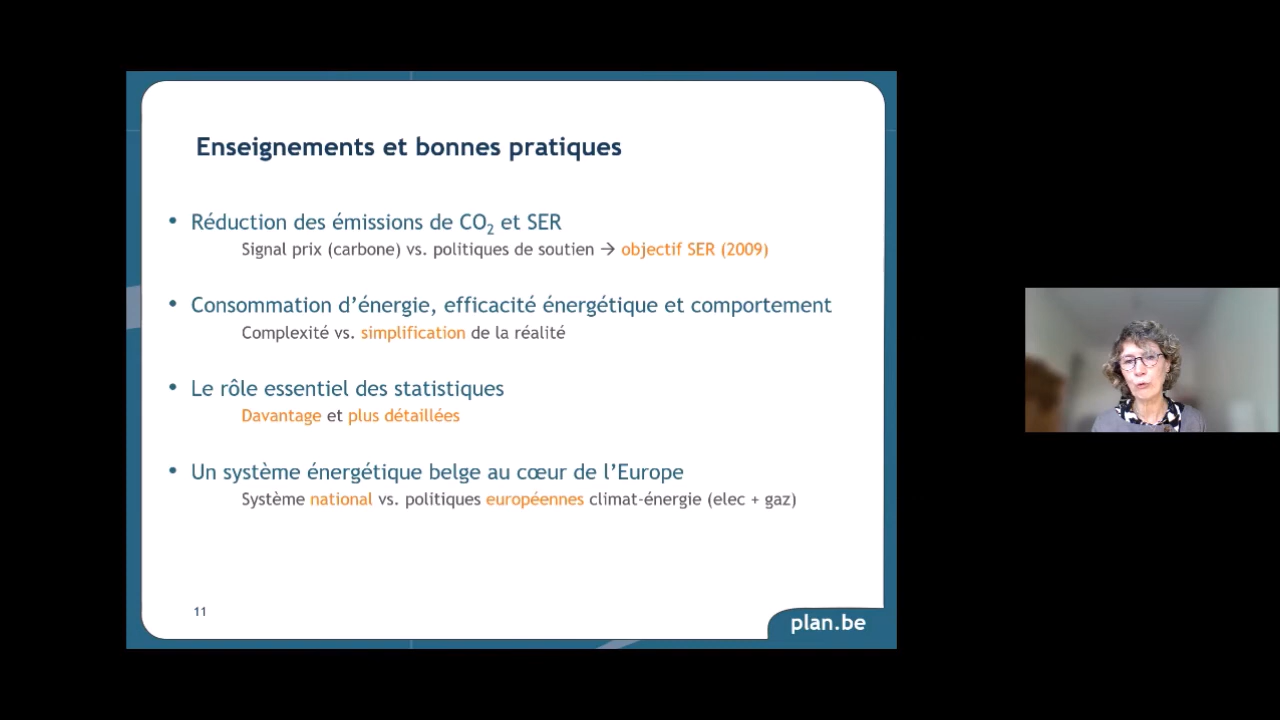 Enseignements et bonnes pratiques
• Réduction des émissions de CO₂ et SER
Signal prix (carbone) vs. politiques de soutien → objectif SER (2009)
• Consommation d’énergie, efficacité énergétique et comportement
Complexité vs. simplification de la réalité
• Le rôle essentiel des statistiques
Davantage et plus détaillées
• Un système énergétique belge au cœur de l’Europe
Système national vs. politiques européennes climat-énergie (elec + gaz)
11
plan.be